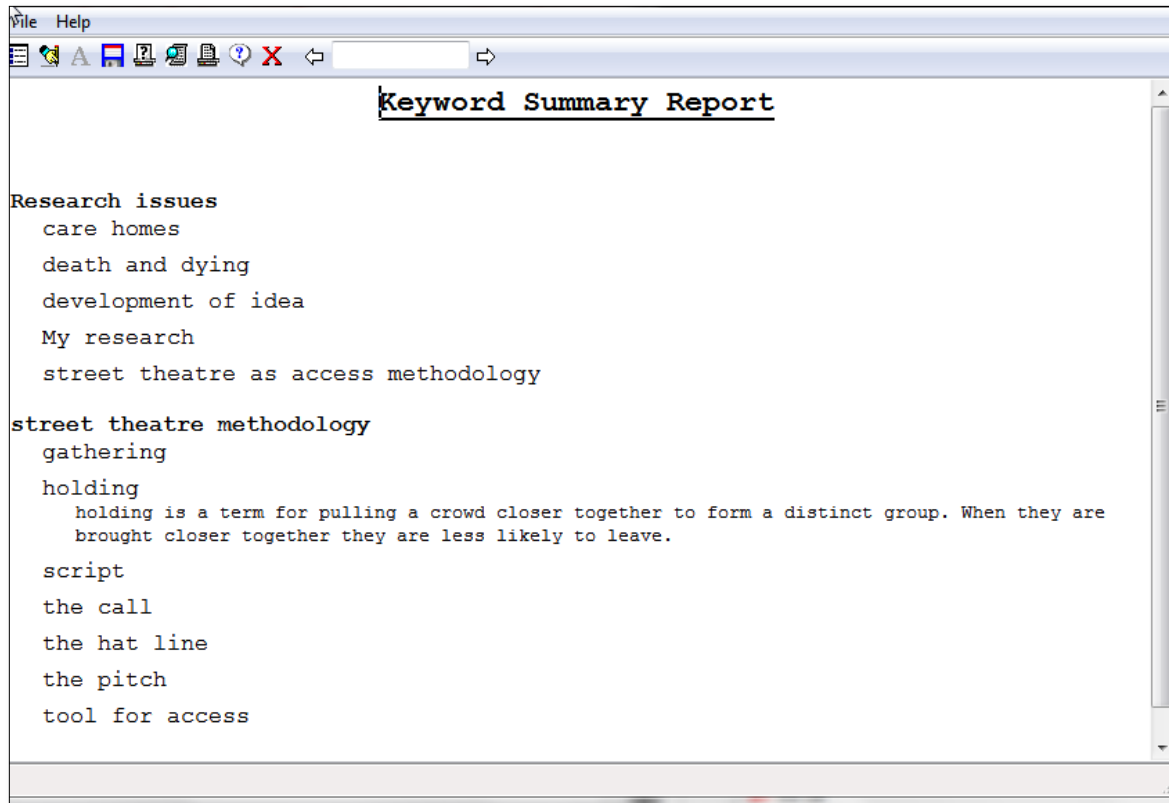 File Help
A ? ? X
Keyword Summary Report
Research issues
care homes
death and dying
development of idea
My research
street theatre as access methodology
street theatre methodology
gathering
holding
holding is a term for pulling a crowd closer together to form a distinct group. When they are
brought closer together they are less likely to leave.
script
the call
the hat line
the pitch
tool for access